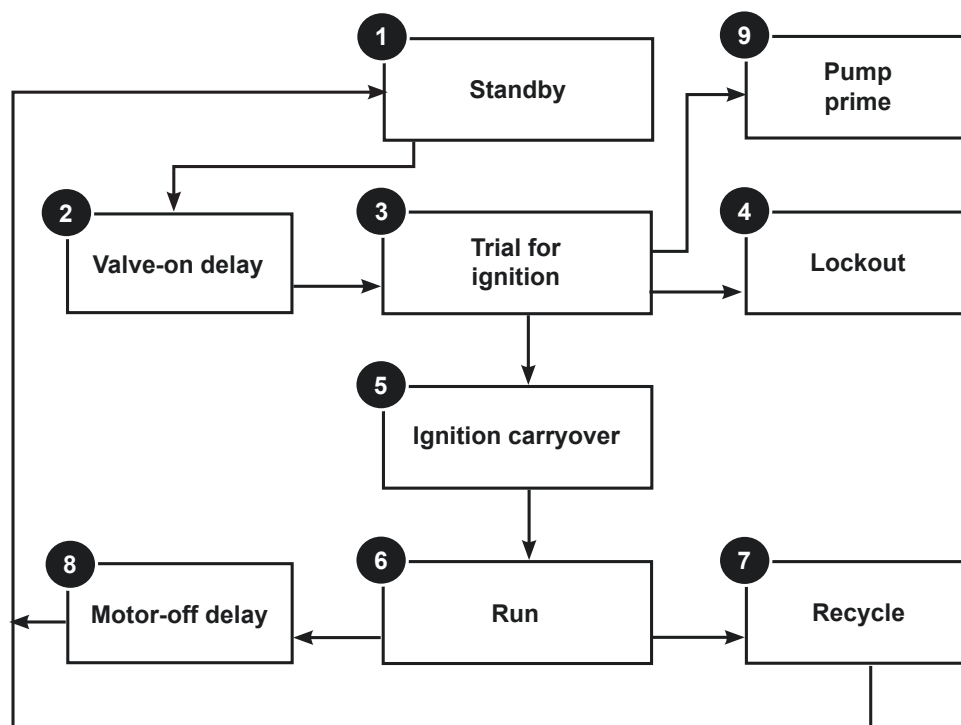 1
Standby
9
Pump
prime
2
Valve-on delay
3
Trial for
ignition
4
Lockout
5
Ignition carryover
8
Motor-off delay
6
Run
7
Recycle